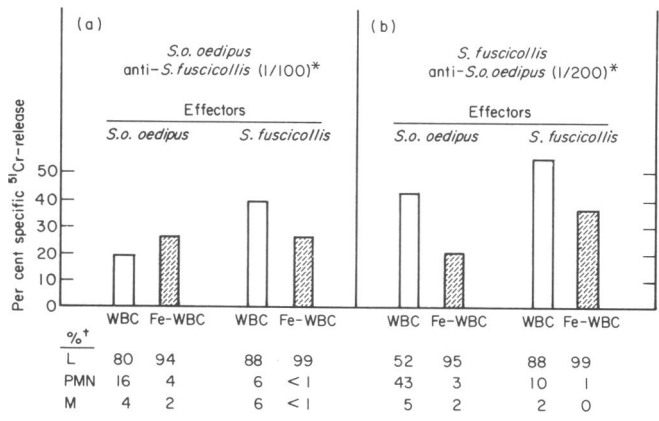 (a)
S.o. oedipus
anti-S. fuscicollis (1/100)*
Effectors
S.o. oedipus S. fuscicollis
(b)
S. fuscicollis
anti-S.o. oedipus (1/200)*
Effectors
S.o. oedipus S. fuscicollis
Per cent specific ⁵¹Cr-release
50
40
30
20
10
0
WBC Fe-WBC WBC Fe-WBC WBC Fe-WBC WBC Fe-WBC
%†
L 80 94 88 99 52 95 88 99
PMN 16 4 6 <1 43 3 10 1
M 4 2 6 <1 5 2 2 0